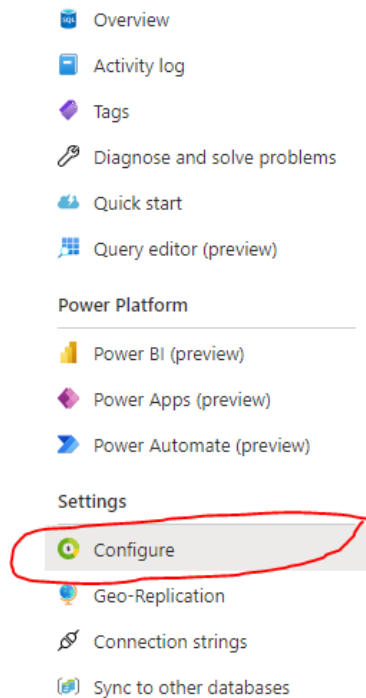 Overview
Activity log
Tags
Diagnose and solve problems
Quick start
Query editor (preview)
Power Platform
Power BI (preview)
Power Apps (preview)
Power Automate (preview)
Settings
Configure
Geo-Replication
Connection strings
Sync to other databases